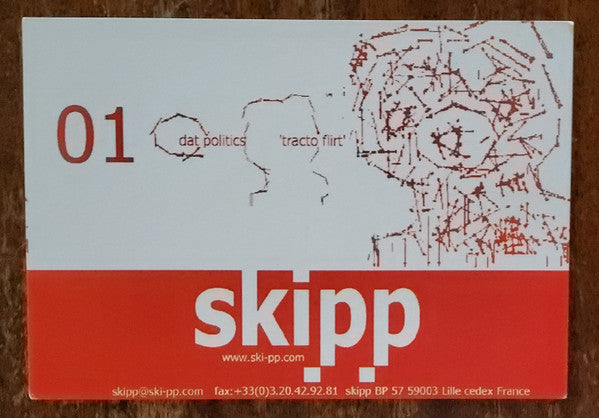 01 dat politics 'tracto flirt'
skipp
www.ski-pp.com
skipp@ski-pp.com fax:+33(0)3.20.42.92.81 skipp BP 57 59003 Lille cedex France